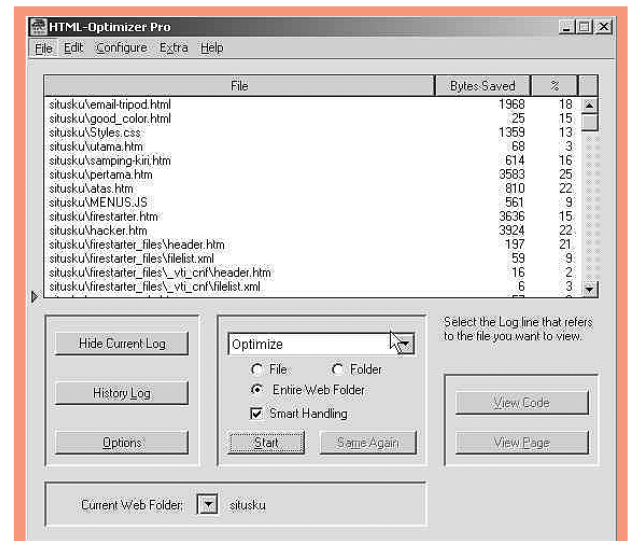 HTML-Optimizer Pro
File Edit Configure Extra Help
File Bytes Saved %
situsku\email-tripod.html 1968 18
situsku\good_color.html 25 15
situsku\Styles.css 1359 13
situsku\utama.htm 68 3
situsku\samping-kiri.htm 614 16
situsku\pertama.htm 3583 25
situsku\atas.htm 810 22
situsku\MENUS.JS 561 9
situsku\firestarter.htm 3636 15
situsku\hacker.htm 3924 22
situsku\firestarter_files\header.htm 197 21
situsku\firestarter_files\filelist.xml 59 9
situsku\firestarter_files\_vti_cnf\header.htm 16 2
situsku\firestarter_files\_vti_cnf\filelist.xml 6 3
Select the Log line that refers
to the file you want to view.
Hide Current Log
History Log
Options
Optimize
File Folder
Entire Web Folder
Smart Handling
Start Same Again
View Code
View Page
Current Web Folder: situsku